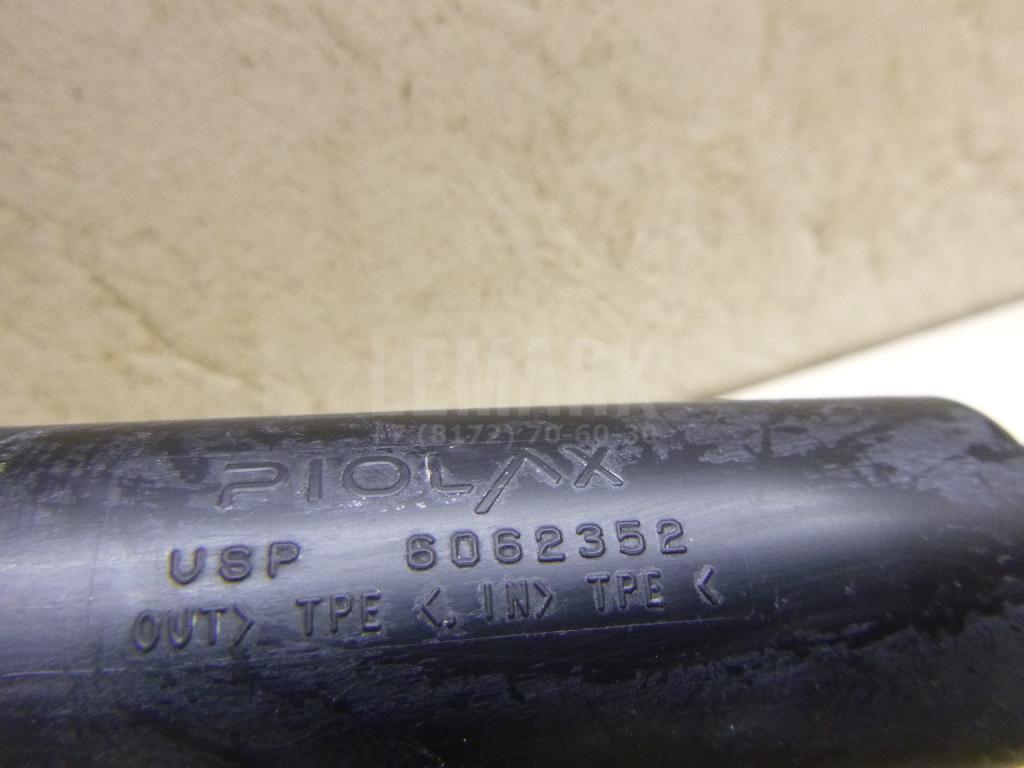 LEMARK
+7 (8172) 70-60-30
PIOLAX
USP 6062352
OUT> TPE <. IN> TPE <